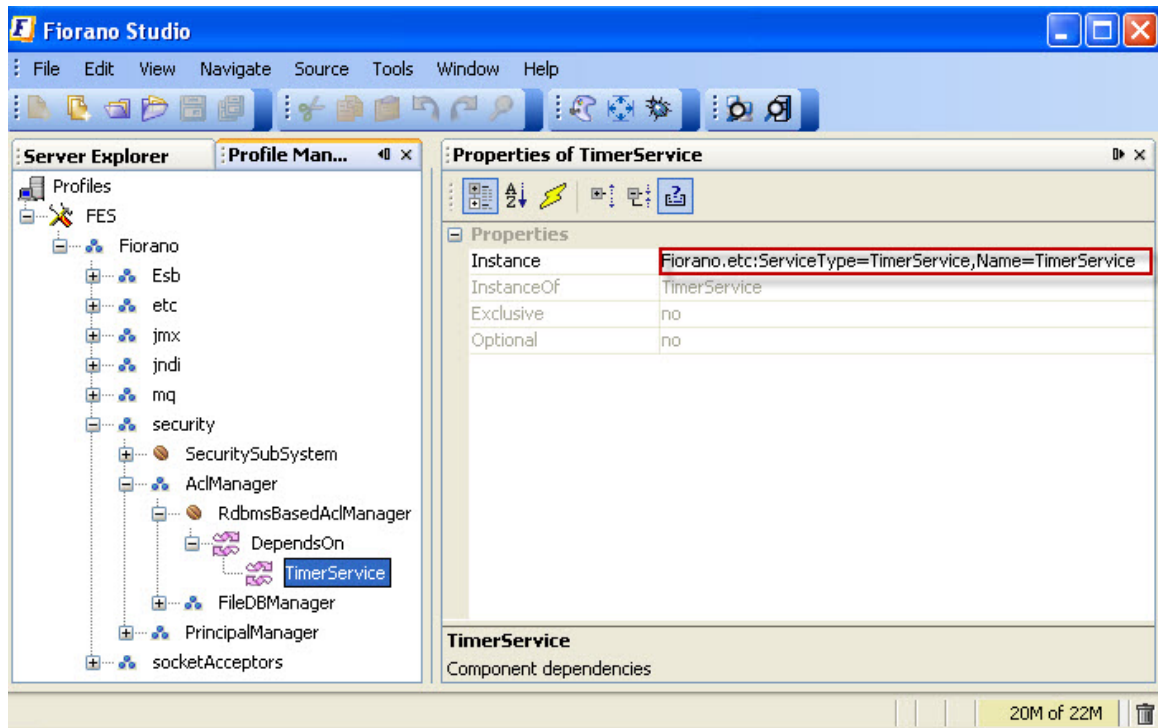 Fiorano Studio
File Edit View Navigate Source Tools Window Help
Server Explorer
Profile Man...
Profiles
FES
Fiorano
Esb
etc
jmx
jndi
mq
security
SecuritySubSystem
AclManager
RdbmsBasedAclManager
DependsOn
TimerService
FileDBManager
PrincipalManager
socketAcceptors
Properties of TimerService
Properties
Instance Fiorano.etc:ServiceType=TimerService,Name=TimerService
InstanceOf TimerService
Exclusive no
Optional no
TimerService
Component dependencies
20M of 22M